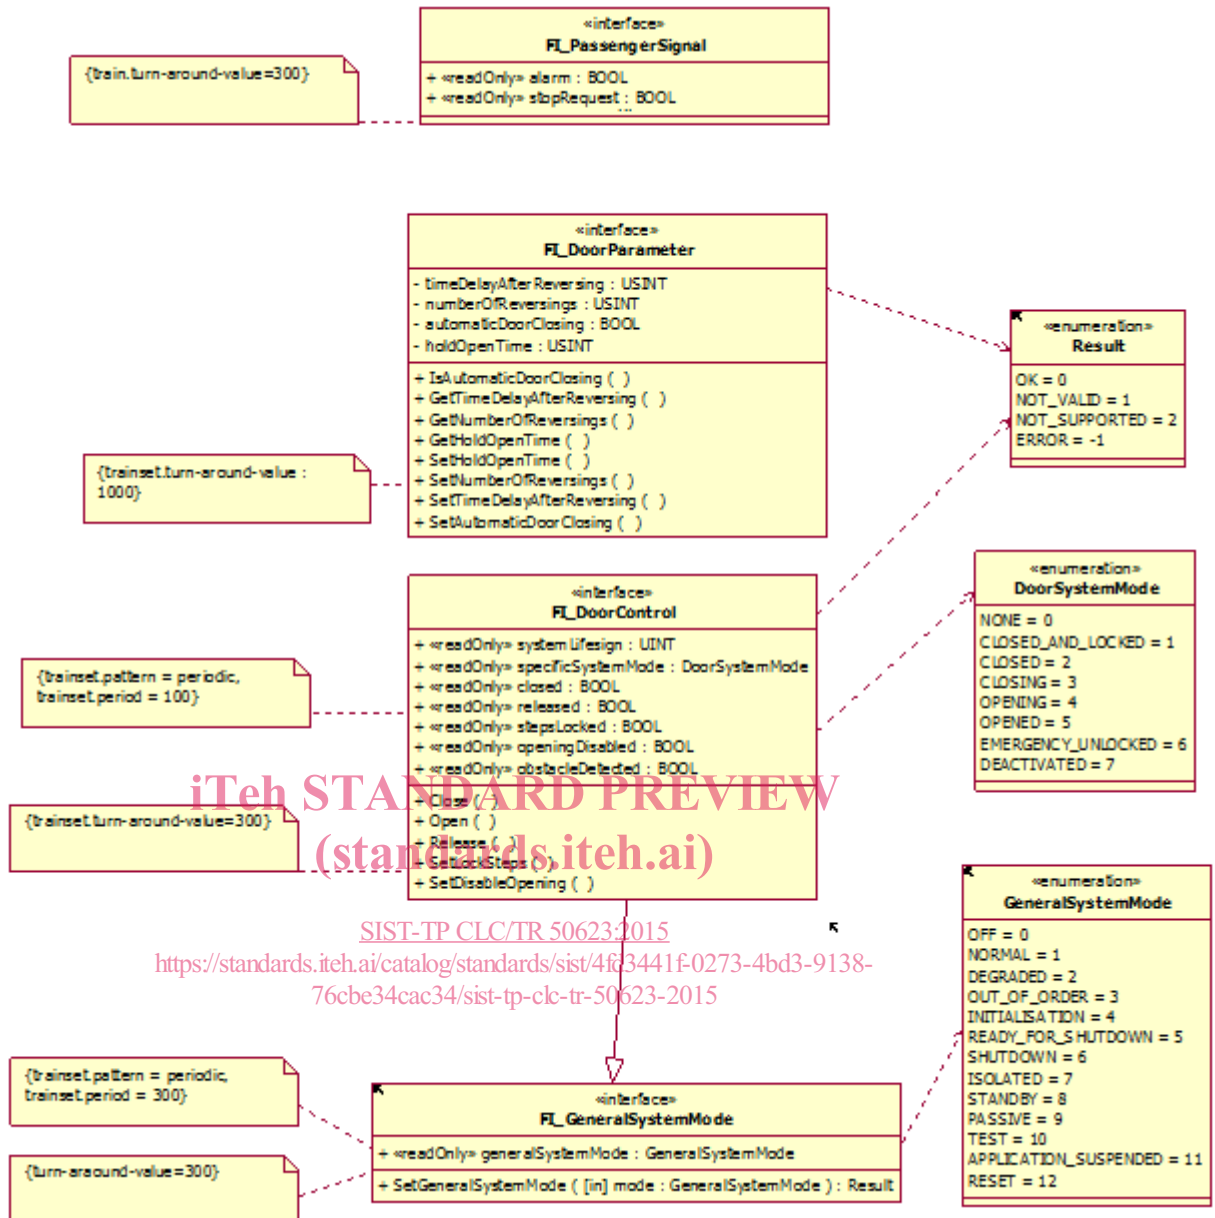 «interface»
FI_PassengerSignal
+ «readOnly» alarm : BOOL
+ «readOnly» stopRequest : BOOL
...
{train.turn-around-value=300}
«interface»
FI_DoorParameter
- timeDelayAfterReversing : USINT
- numberOfReversings : USINT
- automaticDoorClosing : BOOL
- holdOpenTime : USINT
+ IsAutomaticDoorClosing ( )
+ GetTimeDelayAfterReversing ( )
+ GetNumberOfReversings ( )
+ GetHoldOpenTime ( )
+ SetHoldOpenTime ( )
+ SetNumberOfReversings ( )
+ SetTimeDelayAfterReversing ( )
+ SetAutomaticDoorClosing ( )
{trainset.turn-around-value :
1000}
«enumeration»
Result
OK = 0
NOT_VALID = 1
NOT_SUPPORTED = 2
ERROR = -1
«interface»
FI_DoorControl
+ «readOnly» systemLifesign : UINT
+ «readOnly» specificSystemMode : DoorSystemMode
+ «readOnly» closed : BOOL
+ «readOnly» released : BOOL
+ «readOnly» stepsLocked : BOOL
+ «readOnly» openingDisabled : BOOL
+ «readOnly» obstacleDetected : BOOL
+ Close ( )
+ Open ( )
+ Release ( )
+ SetLockSteps ( )
+ SetDisableOpening ( )
{trainset.pattern = periodic,
trainset.period = 100}
{trainset.turn-around-value=300}
«enumeration»
DoorSystemMode
NONE = 0
CLOSED_AND_LOCKED = 1
CLOSED = 2
CLOSING = 3
OPENING = 4
OPENED = 5
EMERGENCY_UNLOCKED = 6
DEACTIVATED = 7
iTeh STANDARD PREVIEW
(standards.iteh.ai)
SIST-TP CLC/TR 50623:2015
https://standards.iteh.ai/catalog/standards/sist/4fd3441f-0273-4bd3-9138-
76cbe34cac34/sist-tp-clc-tr-50623-2015
«enumeration»
GeneralSystemMode
OFF = 0
NORMAL = 1
DEGRADED = 2
OUT_OF_ORDER = 3
INITIALISATION = 4
READY_FOR_SHUTDOWN = 5
SHUTDOWN = 6
ISOLATED = 7
STANDBY = 8
PASSIVE = 9
TEST = 10
APPLICATION_SUSPENDED = 11
RESET = 12
{trainset.pattern = periodic,
trainset.period = 300}
{turn-araound-value=300}
«interface»
FI_GeneralSystemMode
+ «readOnly» generalSystemMode : GeneralSystemMode
+ SetGeneralSystemMode ( [in] mode : GeneralSystemMode ) : Result